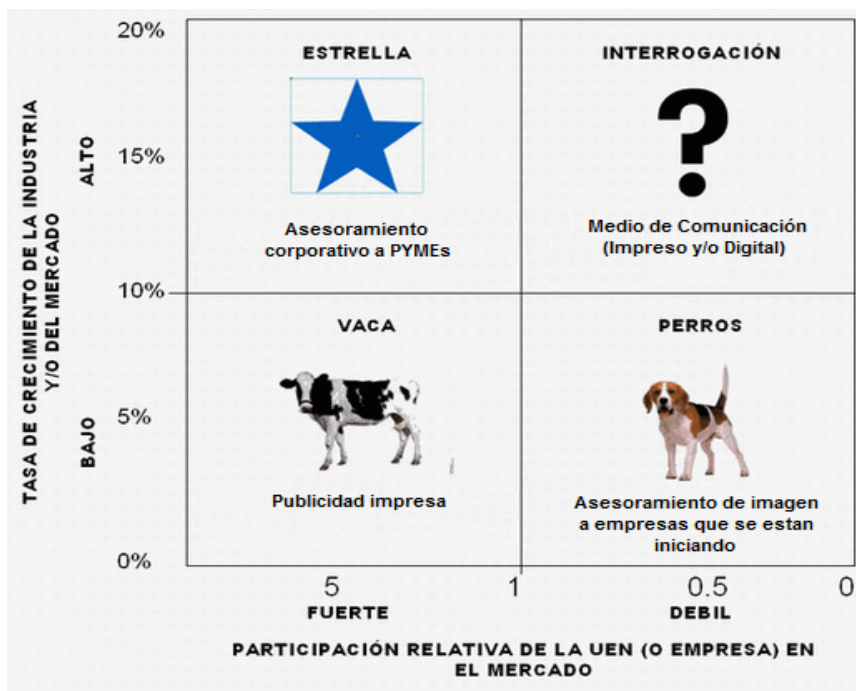 20%
ESTRELLA
INTERROGACIÓN
?
15%
Asesoramiento
corporativo a PYMEs
Medio de Comunicación
(Impreso y/o Digital)
TASA DE CRECIMIENTO DE LA INDUSTRIA
Y/O DEL MERCADO
ALTO
10%
VACA
PERROS
5%
BAJO
Publicidad impresa
Asesoramiento de imagen
a empresas que se estan
iniciando
0%
5
1
0.5
0
FUERTE
DEBIL
PARTICIPACIÓN RELATIVA DE LA UEN (O EMPRESA) EN
EL MERCADO